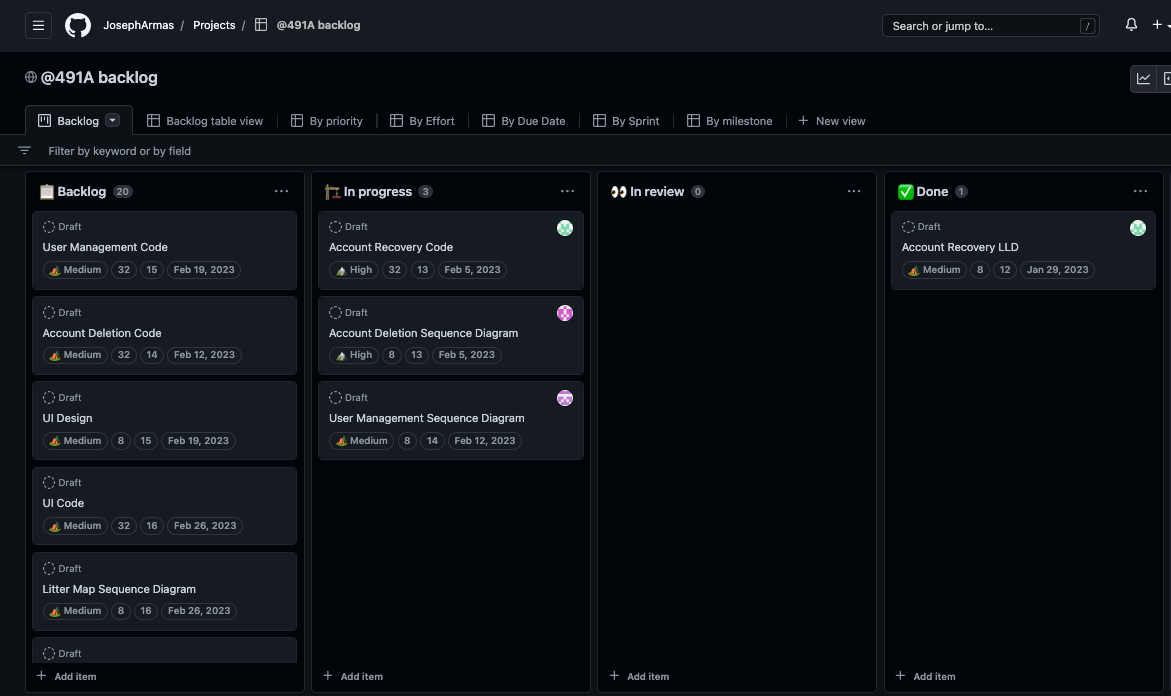 JosephArmas / Projects / @491A backlog
Search or jump to... /
@491A backlog
Backlog
Backlog table view
By priority
By Effort
By Due Date
By Sprint
By milestone
New view
Filter by keyword or by field
Backlog 20
Draft
User Management Code
Medium 32 15 Feb 19, 2023
Draft
Account Deletion Code
Medium 32 14 Feb 12, 2023
Draft
UI Design
Medium 8 15 Feb 19, 2023
Draft
UI Code
Medium 32 16 Feb 26, 2023
Draft
Litter Map Sequence Diagram
Medium 8 16 Feb 26, 2023
Draft
Add item
In progress 3
Draft
Account Recovery Code
High 32 13 Feb 5, 2023
Draft
Account Deletion Sequence Diagram
High 8 13 Feb 5, 2023
Draft
User Management Sequence Diagram
Medium 8 14 Feb 12, 2023
Add item
In review 0
Add item
Done 1
Draft
Account Recovery LLD
Medium 8 12 Jan 29, 2023
Add item